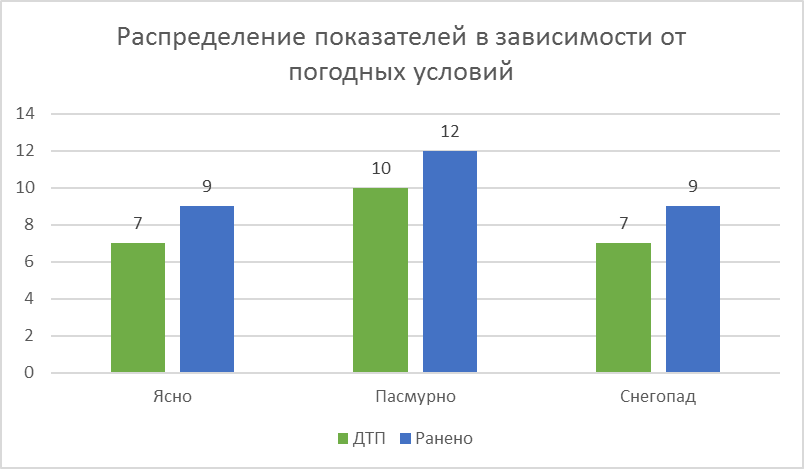 Распределение показателей в зависимости от
погодных условий
14
12
10
8
6
4
2
0
7
9
10
12
7
9
Ясно
Пасмурно
Снегопад
ДТП
Ранено